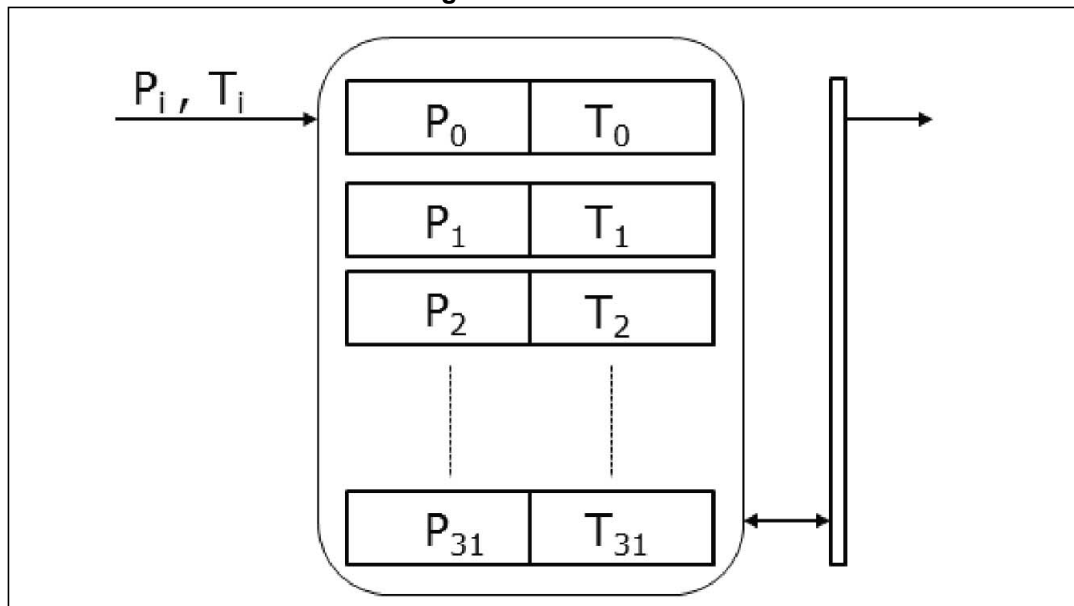 Pᵢ , Tᵢ
P₀ T₀
P₁ T₁
P₂ T₂
P₃₁ T₃₁